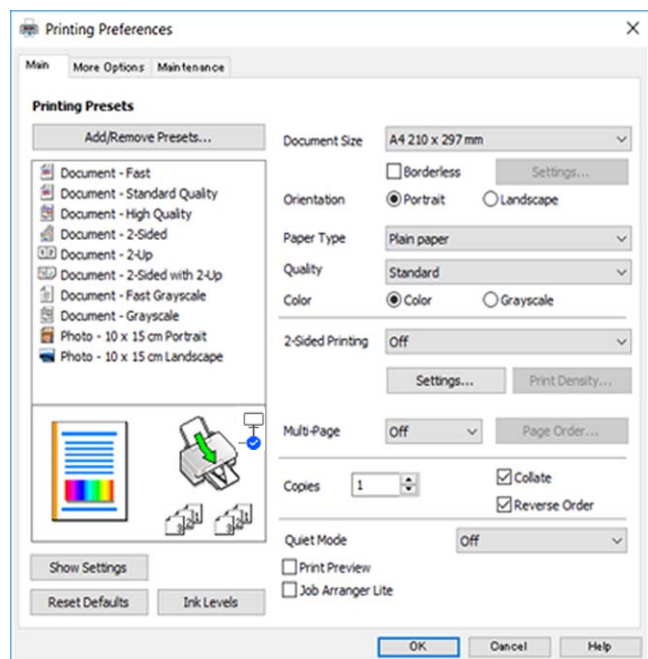 Printing Preferences
Main More Options Maintenance
Printing Presets
Add/Remove Presets...
Document - Fast
Document - Standard Quality
Document - High Quality
Document - 2-Sided
Document - 2-Up
Document - 2-Sided with 2-Up
Document - Fast Grayscale
Document - Grayscale
Photo - 10 x 15 cm Portrait
Photo - 10 x 15 cm Landscape
Show Settings
Reset Defaults Ink Levels
Document Size A4 210 x 297 mm
Borderless Settings...
Orientation Portrait Landscape
Paper Type Plain paper
Quality Standard
Color Color Grayscale
2-Sided Printing Off
Settings... Print Density...
Multi-Page Off Page Order...
Copies 1 Collate
Reverse Order
Quiet Mode Off
Print Preview
Job Arranger Lite
OK Cancel Help